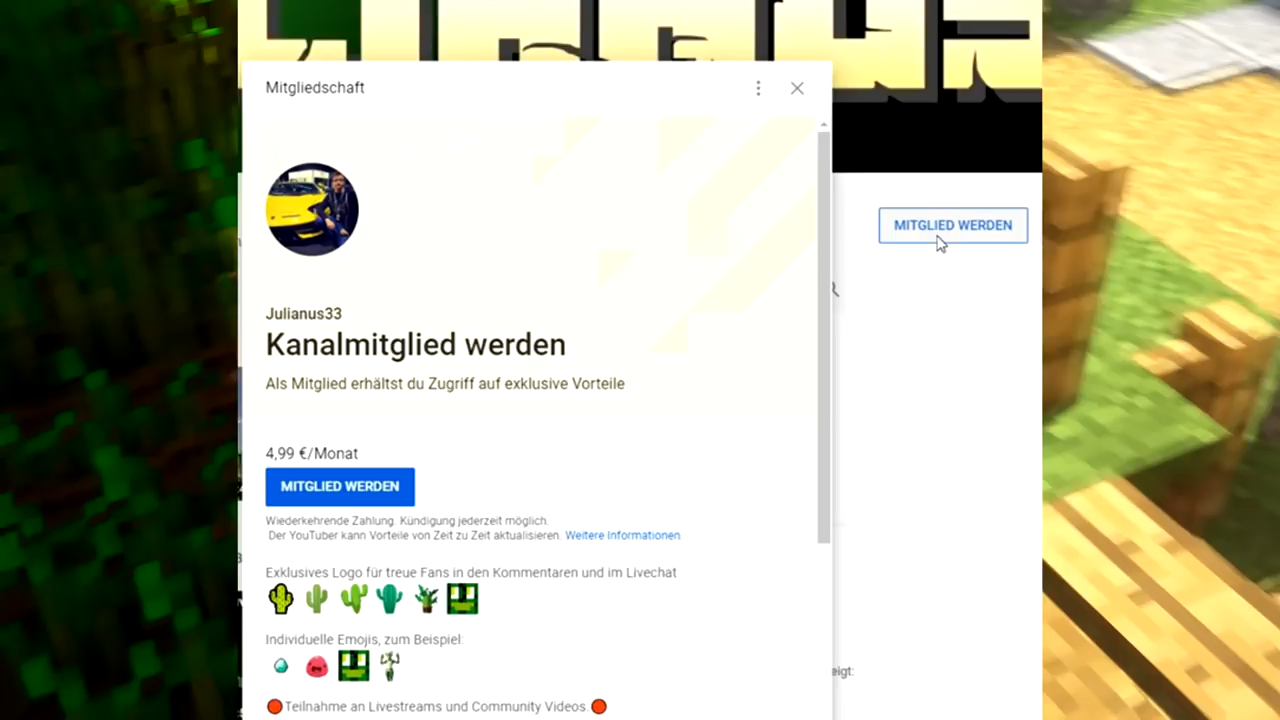 Mitgliedschaft
MITGLIED WERDEN
Julianus33
Kanalmitglied werden
Als Mitglied erhältst du Zugriff auf exklusive Vorteile
4,99 €/Monat
MITGLIED WERDEN
Wiederkehrende Zahlung. Kündigung jederzeit möglich.
Der YouTuber kann Vorteile von Zeit zu Zeit aktualisieren. Weitere Informationen
Exklusives Logo für treue Fans in den Kommentaren und im Livechat
Individuelle Emojis, zum Beispiel:
eigt:
Teilnahme an Livestreams und Community Videos.